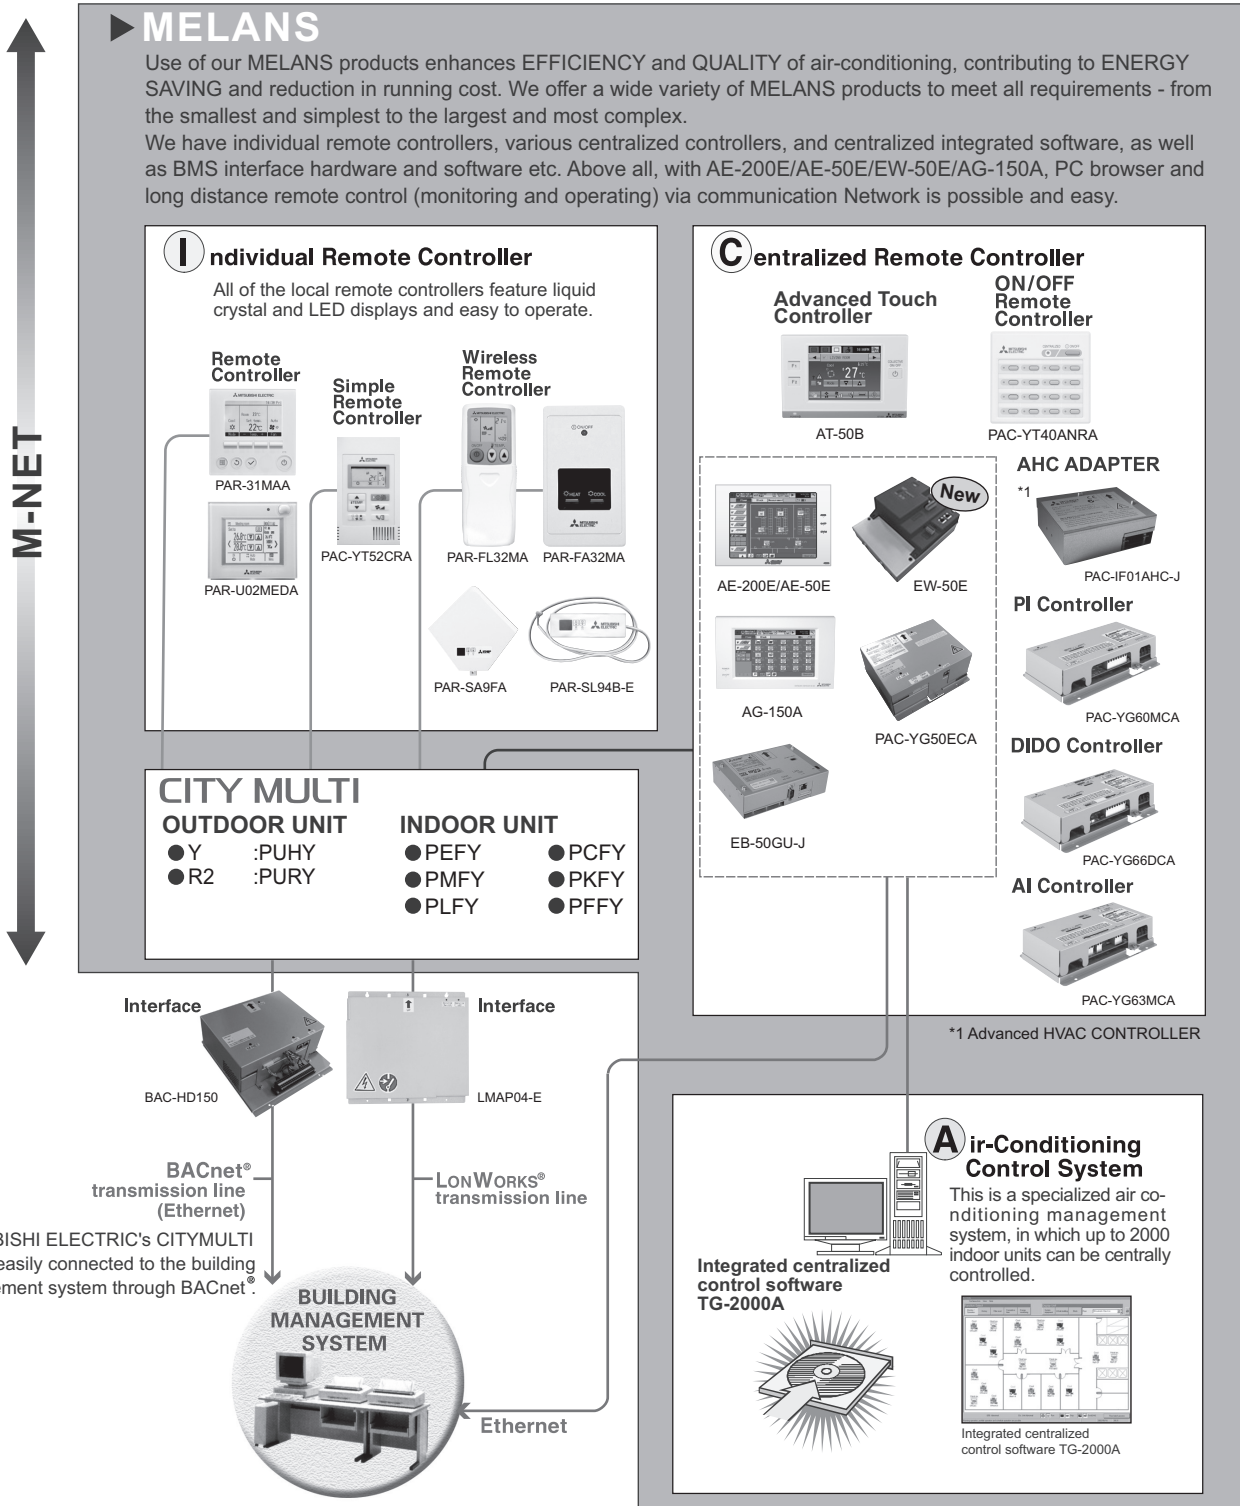 M-NET
MELANS
Use of our MELANS products enhances EFFICIENCY and QUALITY of air-conditioning, contributing to ENERGY
SAVING and reduction in running cost. We offer a wide variety of MELANS products to meet all requirements - from
the smallest and simplest to the largest and most complex.
We have individual remote controllers, various centralized controllers, and centralized integrated software, as well
as BMS interface hardware and software etc. Above all, with AE-200E/AE-50E/EW-50E/AG-150A, PC browser and
long distance remote control (monitoring and operating) via communication Network is possible and easy.
Individual Remote Controller
All of the local remote controllers feature liquid
crystal and LED displays and easy to operate.
Remote
Controller
PAR-31MAA
PAR-U02MEDA
Simple
Remote
Controller
PAC-YT52CRA
Wireless
Remote
Controller
PAR-FL32MA
PAR-FA32MA
PAR-SA9FA
PAR-SL94B-E
Centralized Remote Controller
Advanced Touch
Controller
AT-50B
ON/OFF
Remote
Controller
PAC-YT40ANRA
AE-200E/AE-50E
New
EW-50E
AG-150A
PAC-YG50ECA
EB-50GU-J
AHC ADAPTER
*1
PAC-IF01AHC-J
PI Controller
PAC-YG60MCA
DIDO Controller
PAC-YG66DCA
AI Controller
PAC-YG63MCA
*1 Advanced HVAC CONTROLLER
CITY MULTI
OUTDOOR UNIT
●Y :PUHY
●R2 :PURY
INDOOR UNIT
●PEFY ●PCFY
●PMFY ●PKFY
●PLFY ●PFFY
Interface
BAC-HD150
Interface
LMAP04-E
BACnet®
transmission line
(Ethernet)
LONWORKS®
transmission line
BISHI ELECTRIC's CITYMULTI
easily connected to the building
ement system through BACnet®.
BUILDING
MANAGEMENT
SYSTEM
Ethernet
Air-Conditioning
Control System
This is a specialized air co-
nditioning management
system, in which up to 2000
indoor units can be centrally
controlled.
Integrated centralized
control software
TG-2000A
Integrated centralized
control software TG-2000A